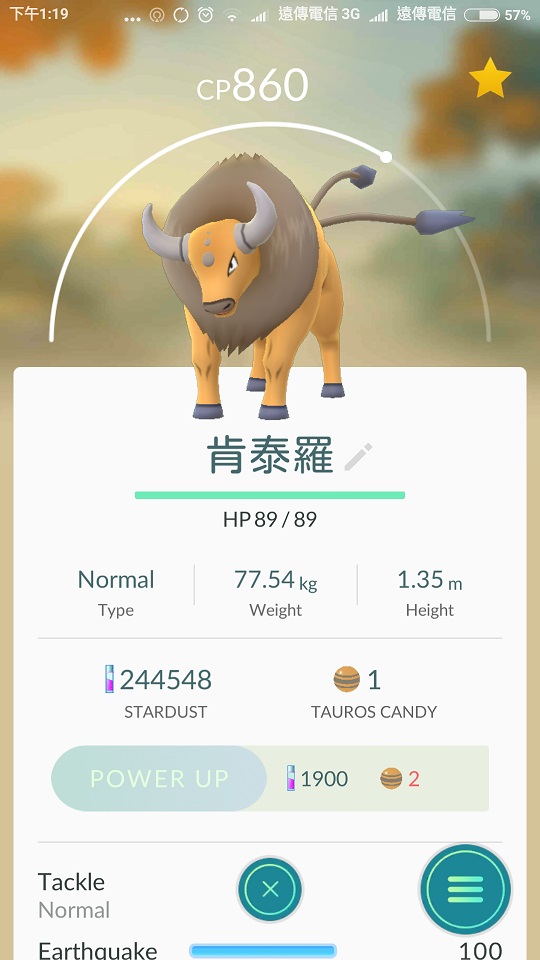 下午1:19 ... 遠傳電信 3G 遠傳電信 57%
CP860
肯泰羅
HP 89 / 89
Normal 77.54 kg 1.35 m
Type Weight Height
244548 1
STARDUST TAUROS CANDY
POWER UP 1900 2
Tackle
Normal
Earthquake 100